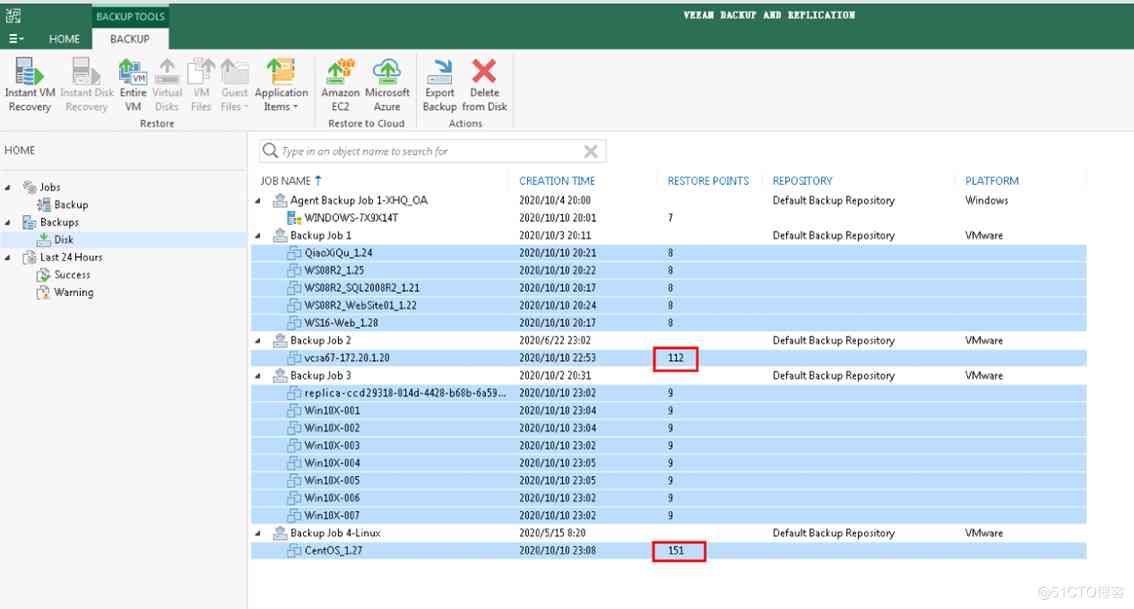 BACKUP TOOLS
VEEAM BACKUP AND REPLICATION
HOME BACKUP
Instant VM Recovery
Instant Disk Recovery
Entire VM
Virtual Disks
VM Files
Guest Files
Application Items
Amazon EC2
Microsoft Azure
Export Backup
Delete from Disk
Restore Restore to Cloud Actions
HOME
Jobs
Backup
Backups
Disk
Last 24 Hours
Success
Warning
Type in an object name to search for
JOB NAME CREATION TIME RESTORE POINTS REPOSITORY PLATFORM
Agent Backup Job 1-XHQ_OA 2020/10/4 20:00 Default Backup Repository Windows
WINDOWS-7X9X14T 2020/10/10 20:01 7
Backup Job 1 2020/10/3 20:11 Default Backup Repository VMware
QiaoXiQu_1.24 2020/10/10 20:21 8
WS08R2_1.25 2020/10/10 20:22 8
WS08R2_SQL2008R2_1.21 2020/10/10 20:17 8
WS08R2_WebSite01_1.22 2020/10/10 20:24 8
WS16-Web_1.28 2020/10/10 20:17 8
Backup Job 2 2020/6/22 23:02 Default Backup Repository VMware
vcsa67-172.20.1.20 2020/10/10 22:53 112
Backup Job 3 2020/10/2 20:31 Default Backup Repository VMware
replica-ccd29318-014d-4428-b68b-6a59... 2020/10/10 23:02 9
Win10X-001 2020/10/10 23:04 9
Win10X-002 2020/10/10 23:04 9
Win10X-003 2020/10/10 23:02 9
Win10X-004 2020/10/10 23:05 9
Win10X-005 2020/10/10 23:05 9
Win10X-006 2020/10/10 23:02 9
Win10X-007 2020/10/10 23:02 9
Backup Job 4-Linux 2020/5/15 8:20 Default Backup Repository VMware
CentOS_1.27 2020/10/10 23:08 151
@51CTO博客